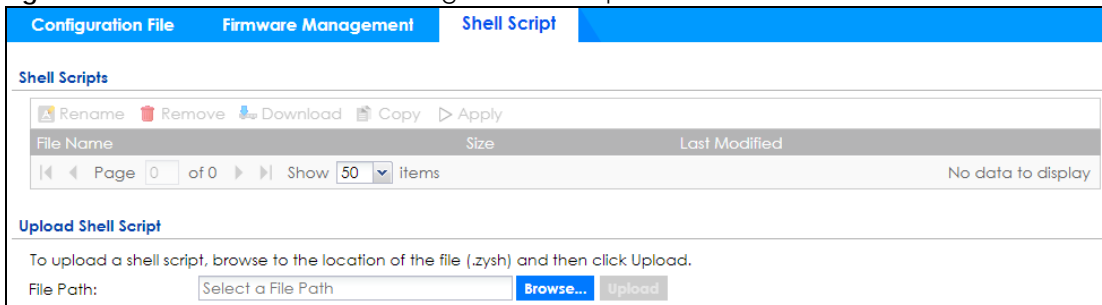 Configuration File Firmware Management Shell Script
Shell Scripts
Rename Remove Download Copy Apply
File Name Size Last Modified
Page 0 of 0 Show 50 items No data to display
Upload Shell Script
To upload a shell script, browse to the location of the file (.zysh) and then click Upload.
File Path: Select a File Path Browse... Upload